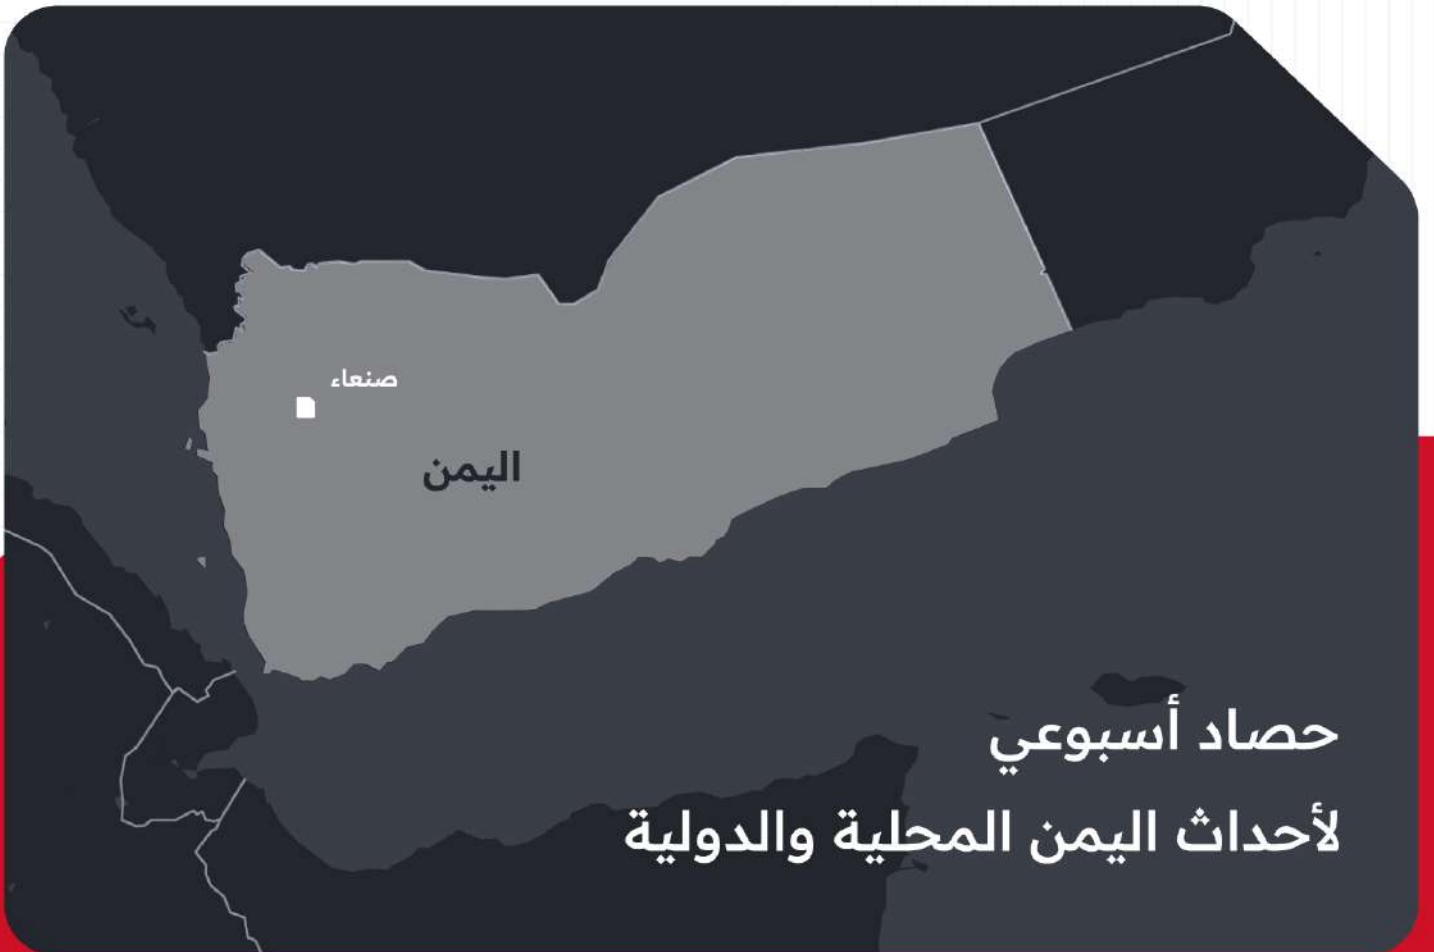 صنعاء
اليمن
حصاد أسبوعي
لأحداث اليمن المحلية والدولية